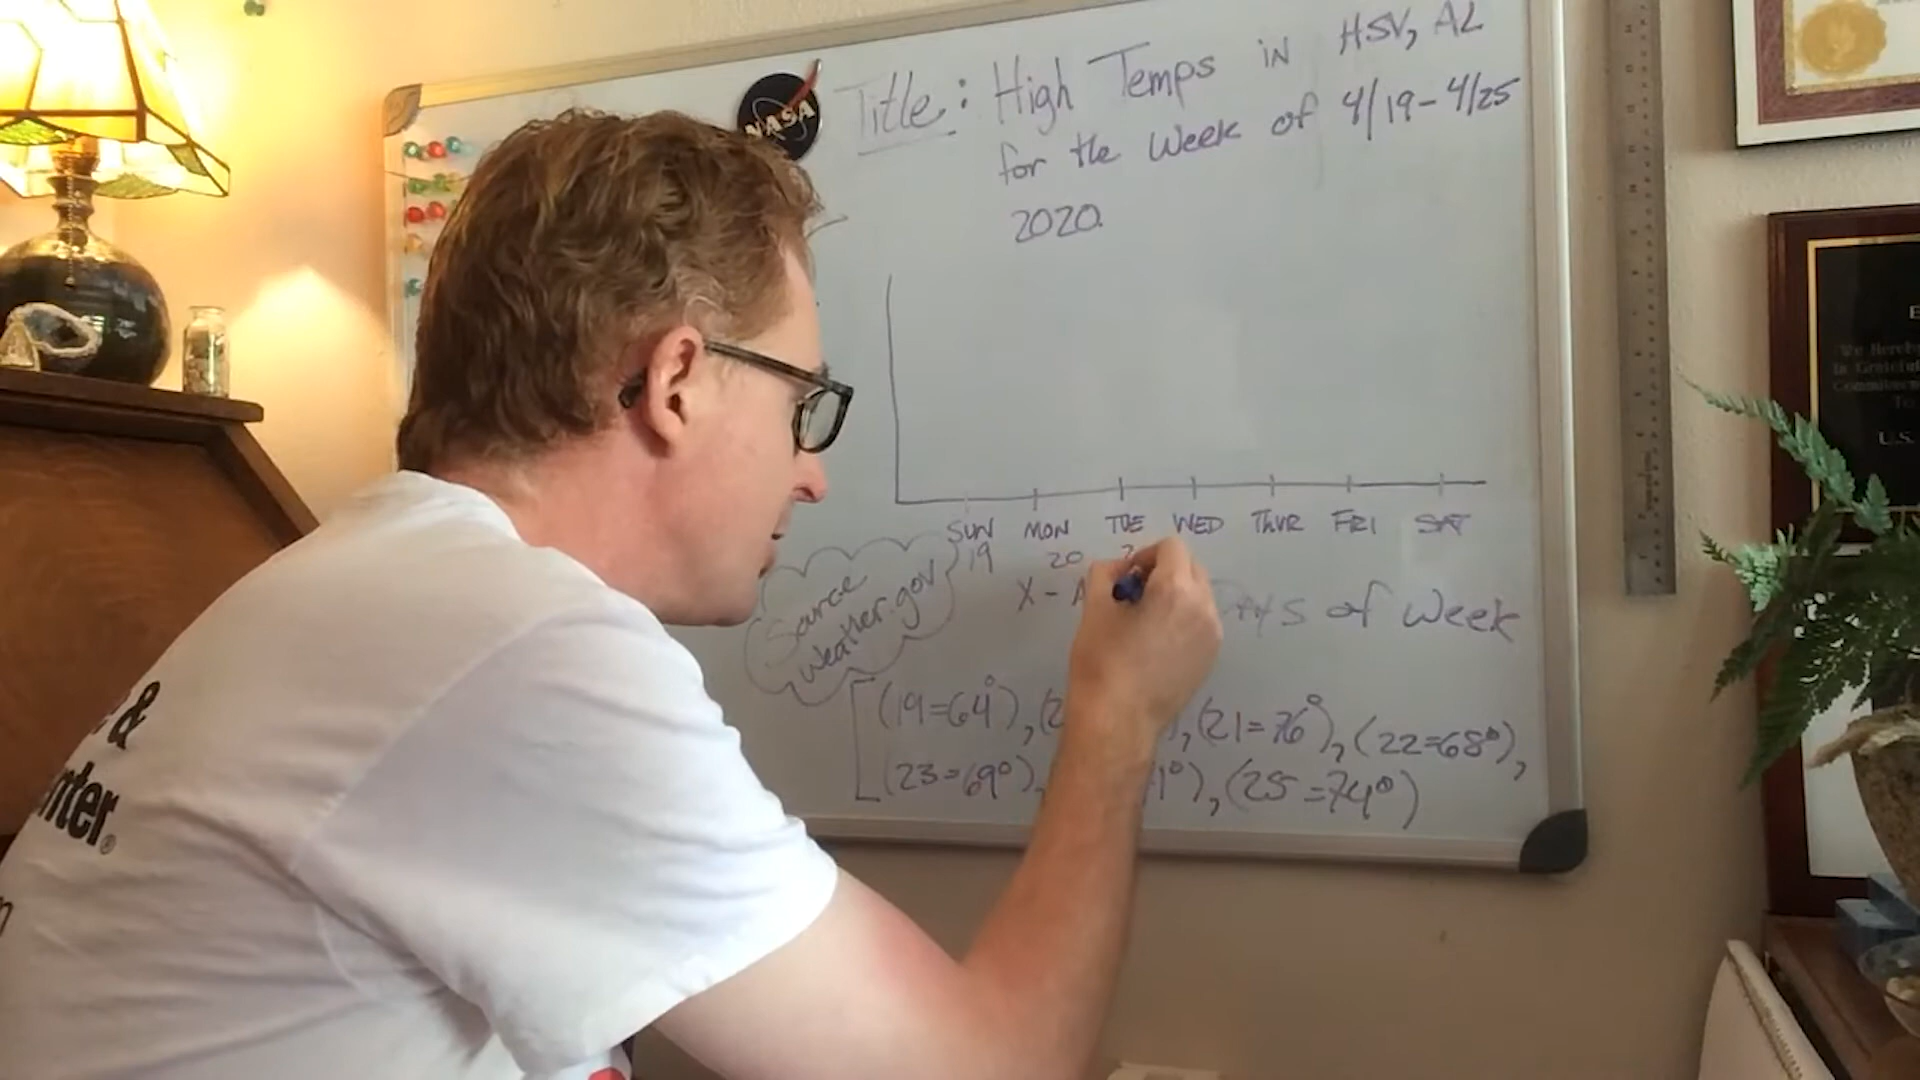 NASA
Title: High Temps in HSV, AL
for the Week of 4/19-4/25
2020.
SUN MON TUE WED THUR FRI SAT
19 20
X - of Week
Source
weather.gov
(19=64°), (21=76°), (22=68°),
(23=69°) 1°), (25=74°)
&
nter®
U.S.